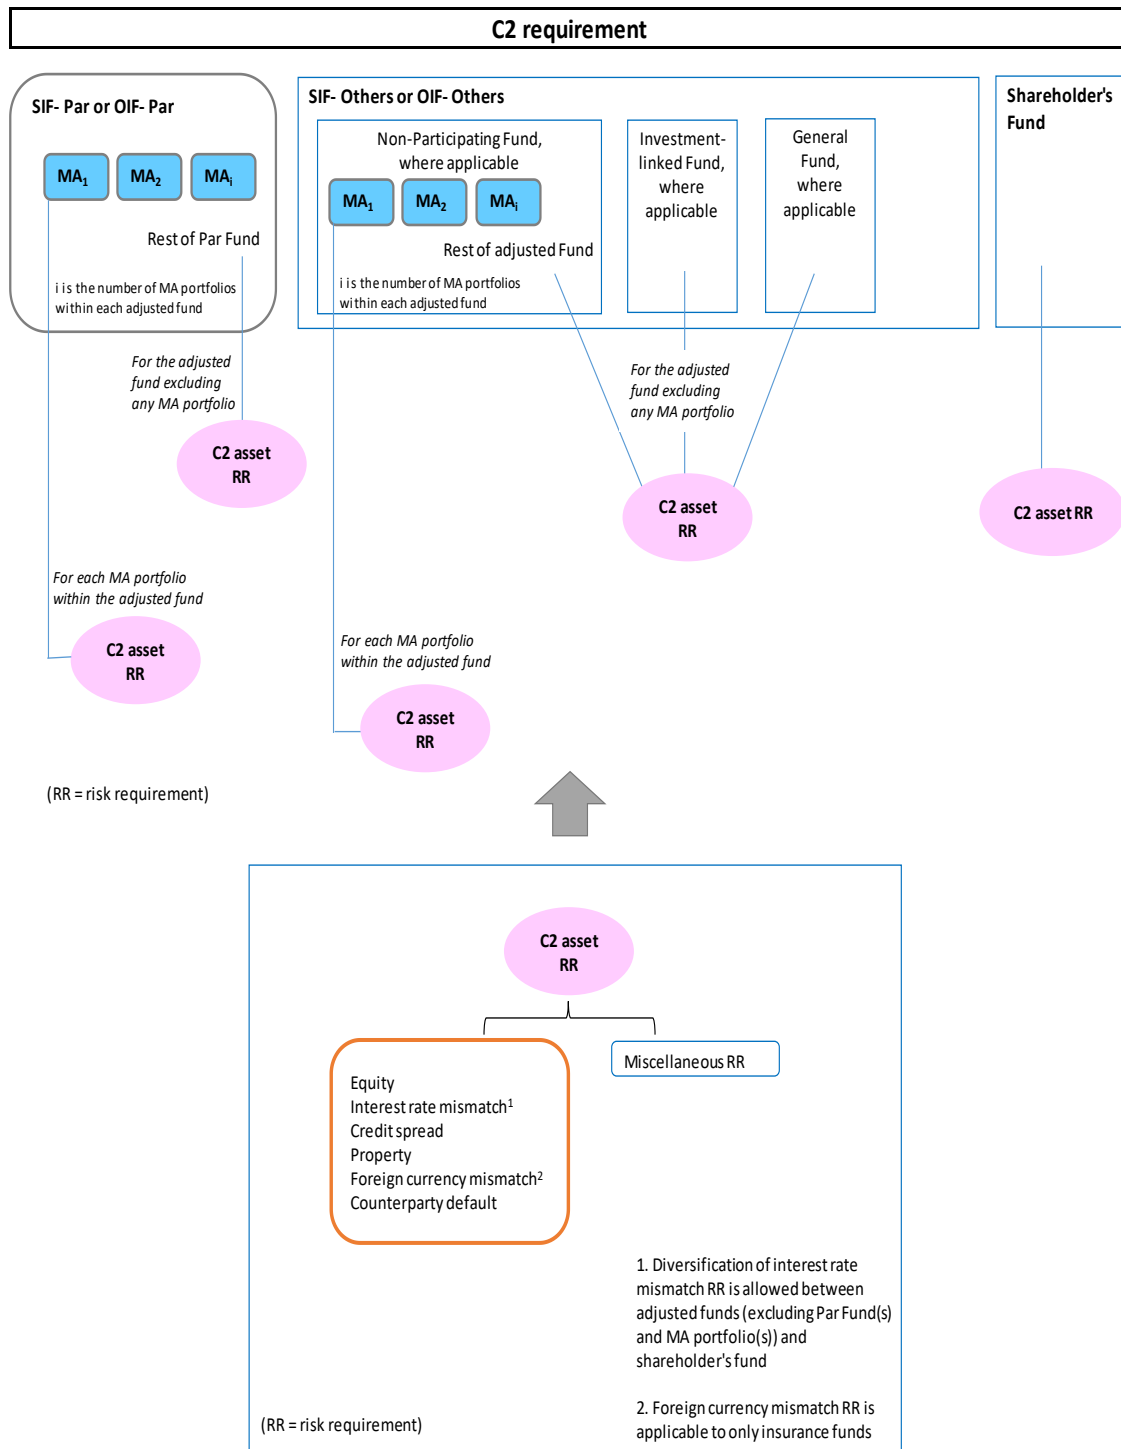 C2 requirement
SIF- Par or OIF- Par
MA1
MA2
MAi
Rest of Par Fund
i is the number of MA portfolios
within each adjusted fund
For the adjusted
fund excluding
any MA portfolio
C2 asset
RR
For each MA portfolio
within the adjusted fund
C2 asset
RR
SIF- Others or OIF- Others
Non-Participating Fund,
where applicable
MA1
MA2
MAi
Rest of adjusted Fund
i is the number of MA portfolios
within each adjusted fund
Investment-
linked Fund,
where
applicable
General
Fund,
where
applicable
For the adjusted
fund excluding
any MA portfolio
C2 asset
RR
For each MA portfolio
within the adjusted fund
C2 asset
RR
Shareholder's
Fund
C2 asset RR
(RR = risk requirement)
C2 asset
RR
Equity
Interest rate mismatch1
Credit spread
Property
Foreign currency mismatch2
Counterparty default
Miscellaneous RR
1. Diversification of interest rate
mismatch RR is allowed between
adjusted funds (excluding Par Fund(s)
and MA portfolio(s)) and
shareholder's fund
2. Foreign currency mismatch RR is
applicable to only insurance funds
(RR = risk requirement)